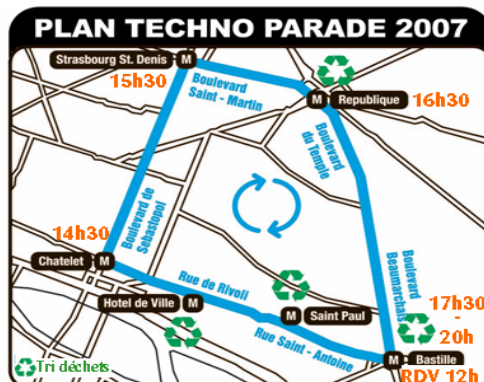 PLAN TECHNO PARADE 2007
Strasbourg St. Denis M
15h30
Boulevard
Saint - Martin
M Republique
16h30
Boulevard
du Temple
Boulevard de
Sebastopol
14h30
Chatelet M
Rue de Rivoli
Hotel de Ville M
M Saint Paul
Rue Saint - Antoine
Boulevard
Beaumarchais
17h30
-
20h
M Bastille
RDV 12h
Tri déchets